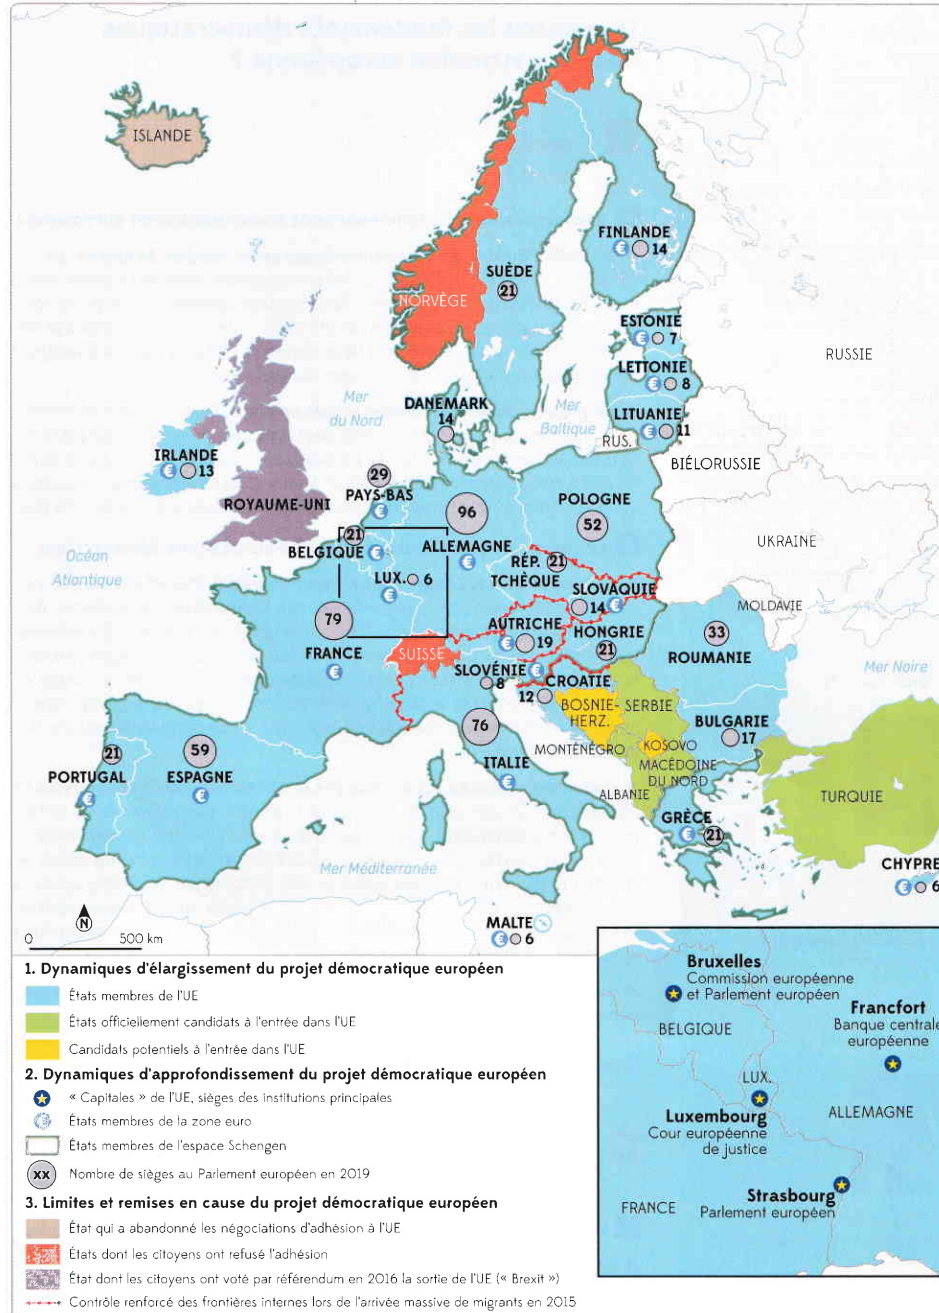 ISLANDE
FINLANDE
14
SUÈDE
21
NORVÈGE
ESTONIE
€ 7
RUSSIE
LETTONIE
€ 8
Mer
du Nord
DANEMARK
14
Mer
Baltique
LITUANIE
€ 11
RUS.
BIÉLORUSSIE
IRLANDE
€ 13
ROYAUME-UNI
29
PAYS-BAS
€
96
ALLEMAGNE
€
POLOGNE
52
UKRAINE
Océan
Atlantique
21
BELGIQUE €
LUX. 6
€
RÉP. 21
TCHÈQUE
SLOVAQUIE
14 €
MOLDAVIE
79
FRANCE
€
SUISSE
AUTRICHE
€ 19
HONGRIE
21
33
ROUMANIE
Mer Noire
SLOVÉNIE €
8
CROATIE
12
BOSNIE-
HERZ.
SERBIE
BULGARIE
17
76
ITALIE
€
MONTÉNÉGRO
KOSOVO
MACÉDOINE
DU NORD
ALBANIE
21
PORTUGAL
€
59
ESPAGNE
€
TURQUIE
GRÈCE
€ 21
Mer Méditerranée
CHYPRE
€ 6
MALTE
€ 6
N
0 500 km
1. Dynamiques d'élargissement du projet démocratique européen
États membres de l'UE
États officiellement candidats à l'entrée dans l'UE
Candidats potentiels à l'entrée dans l'UE
2. Dynamiques d'approfondissement du projet démocratique européen
« Capitales » de l'UE, sièges des institutions principales
€ États membres de la zone euro
États membres de l'espace Schengen
xx Nombre de sièges au Parlement européen en 2019
3. Limites et remises en cause du projet démocratique européen
État qui a abandonné les négociations d'adhésion à l'UE
États dont les citoyens ont refusé l'adhésion
État dont les citoyens ont voté par référendum en 2016 la sortie de l'UE (« Brexit »)
Contrôle renforcé des frontières internes lors de l'arrivée massive de migrants en 2015
Bruxelles
Commission européenne
et Parlement européen
BELGIQUE
Francfort
Banque centrale
européenne
LUX.
Luxembourg
Cour européenne
de justice
ALLEMAGNE
FRANCE
Strasbourg
Parlement européen